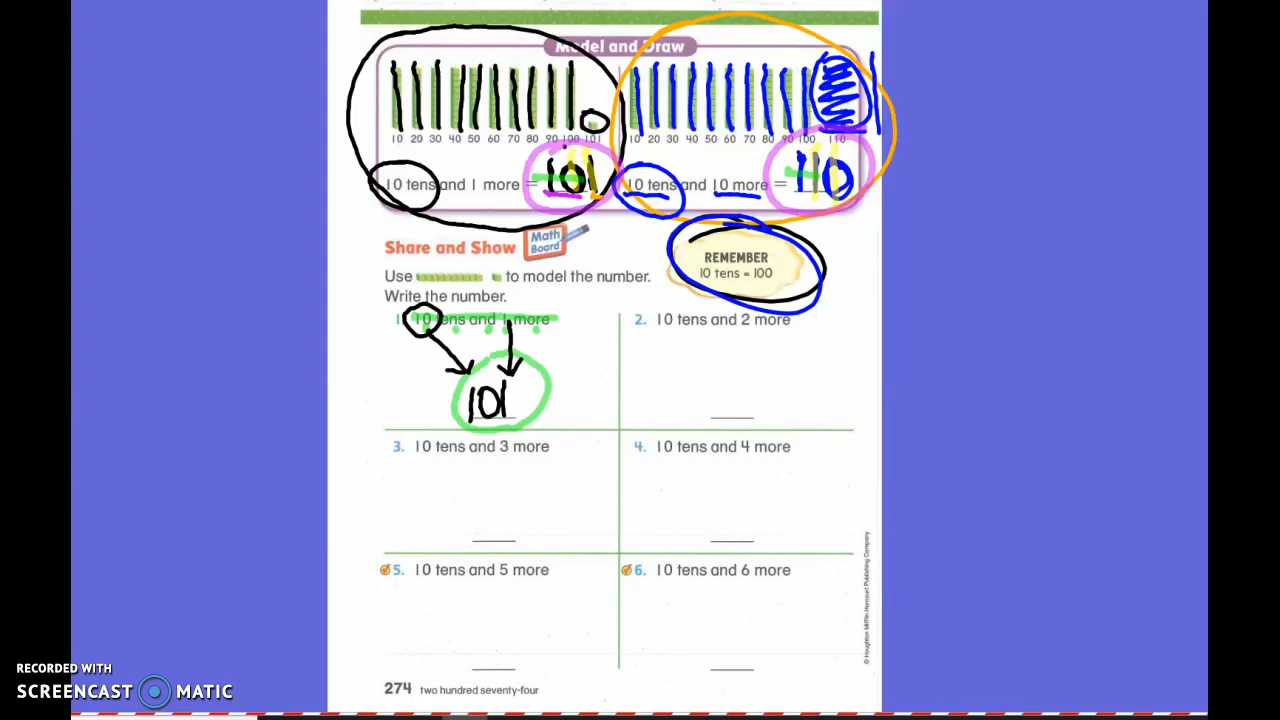 Model and Draw
10 20 30 40 50 60 70 80 90 100 101
10 20 30 40 50 60 70 80 90 100 110
10 tens and 1 more = 101
10 tens and 10 more = 110
Share and Show Math Board
REMEMBER
10 tens = 100
Use to model the number.
Write the number.
1. 10 tens and 1 more
101
2. 10 tens and 2 more
3. 10 tens and 3 more
4. 10 tens and 4 more
5. 10 tens and 5 more
6. 10 tens and 6 more
© Houghton Mifflin Harcourt Publishing Company
274 two hundred seventy-four
RECORDED WITH
SCREENCAST MATIC